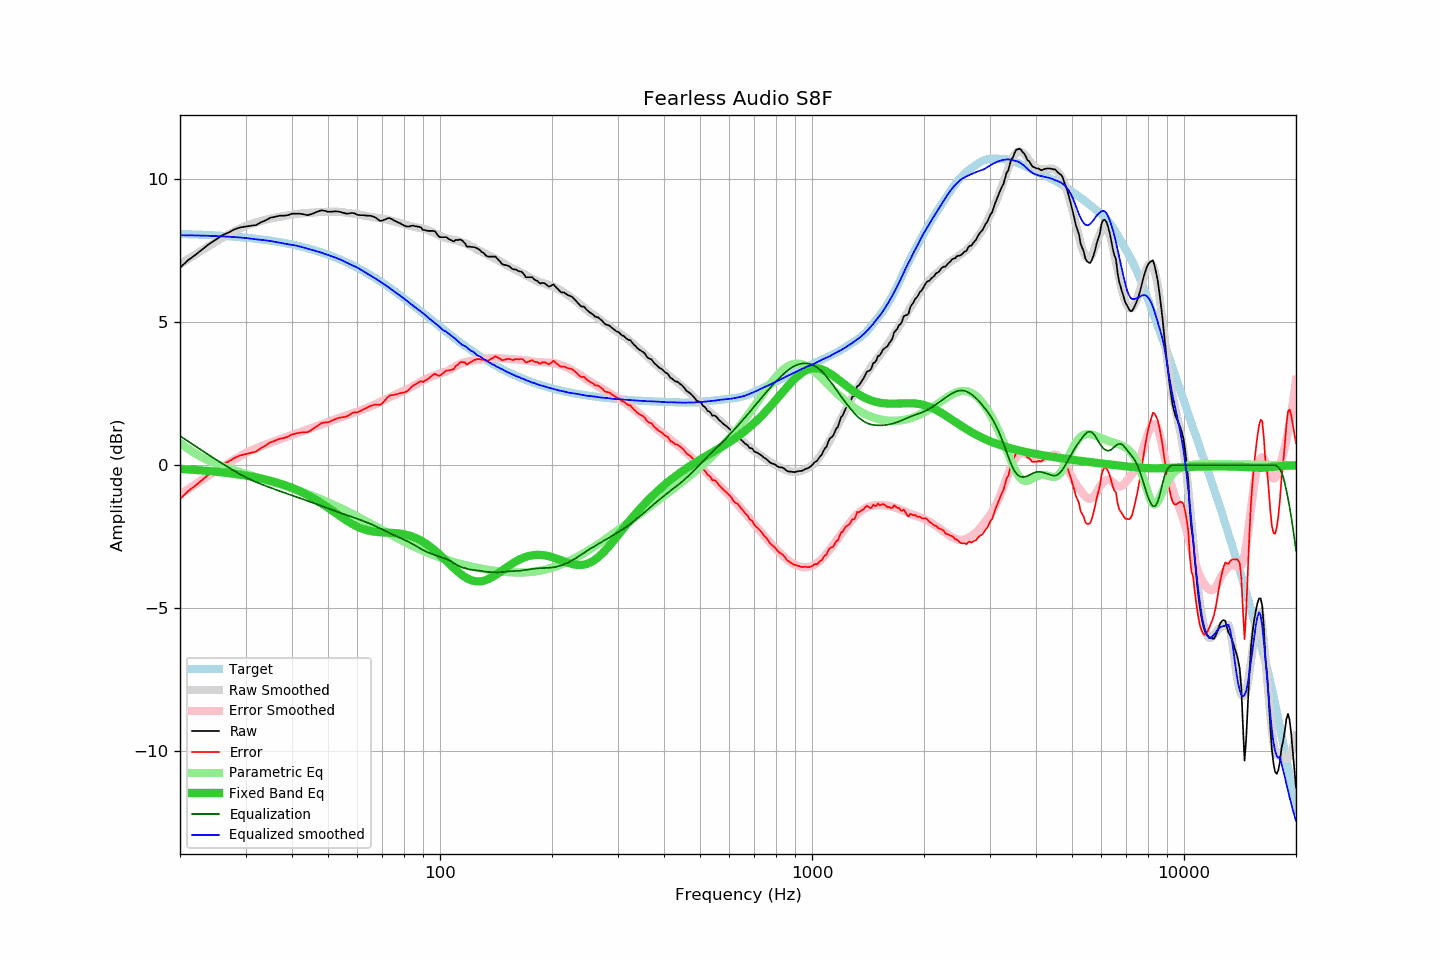 Fearless Audio S8F
Amplitude (dBr)
10
5
0
−5
−10
Target
Raw Smoothed
Error Smoothed
Raw
Error
Parametric Eq
Fixed Band Eq
Equalization
Equalized smoothed
100
1000
10000
Frequency (Hz)